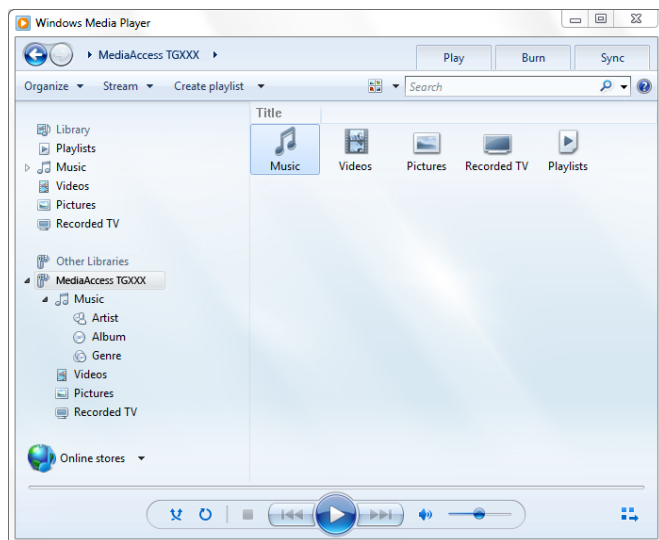 Windows Media Player
MediaAccess TGXXX
Play Burn Sync
Organize Stream Create playlist Search
Title
Library
Playlists
Music
Videos
Pictures
Recorded TV
Other Libraries
MediaAccess TGXXX
Music
Artist
Album
Genre
Videos
Pictures
Recorded TV
Online stores
Music Videos Pictures Recorded TV Playlists